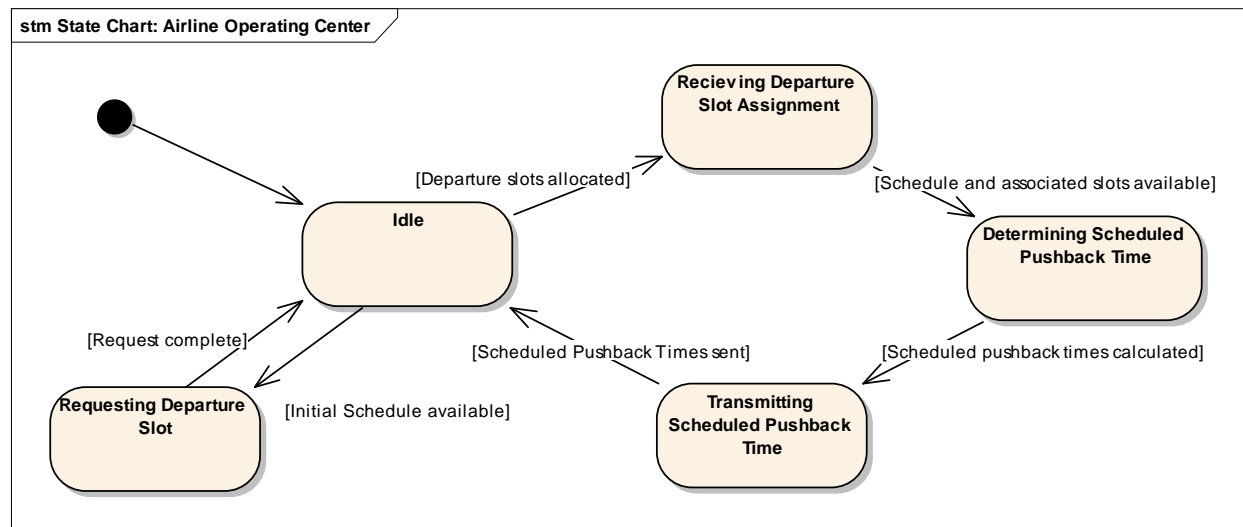 stm State Chart: Airline Operating Center
Recieving Departure
Slot Assignment
[Departure slots allocated]
[Schedule and associated slots available]
Idle
Determining Scheduled
Pushback Time
[Request complete]
[Scheduled Pushback Times sent]
[Scheduled pushback times calculated]
Requesting Departure
Slot
[Initial Schedule available]
Transmitting
Scheduled Pushback
Time